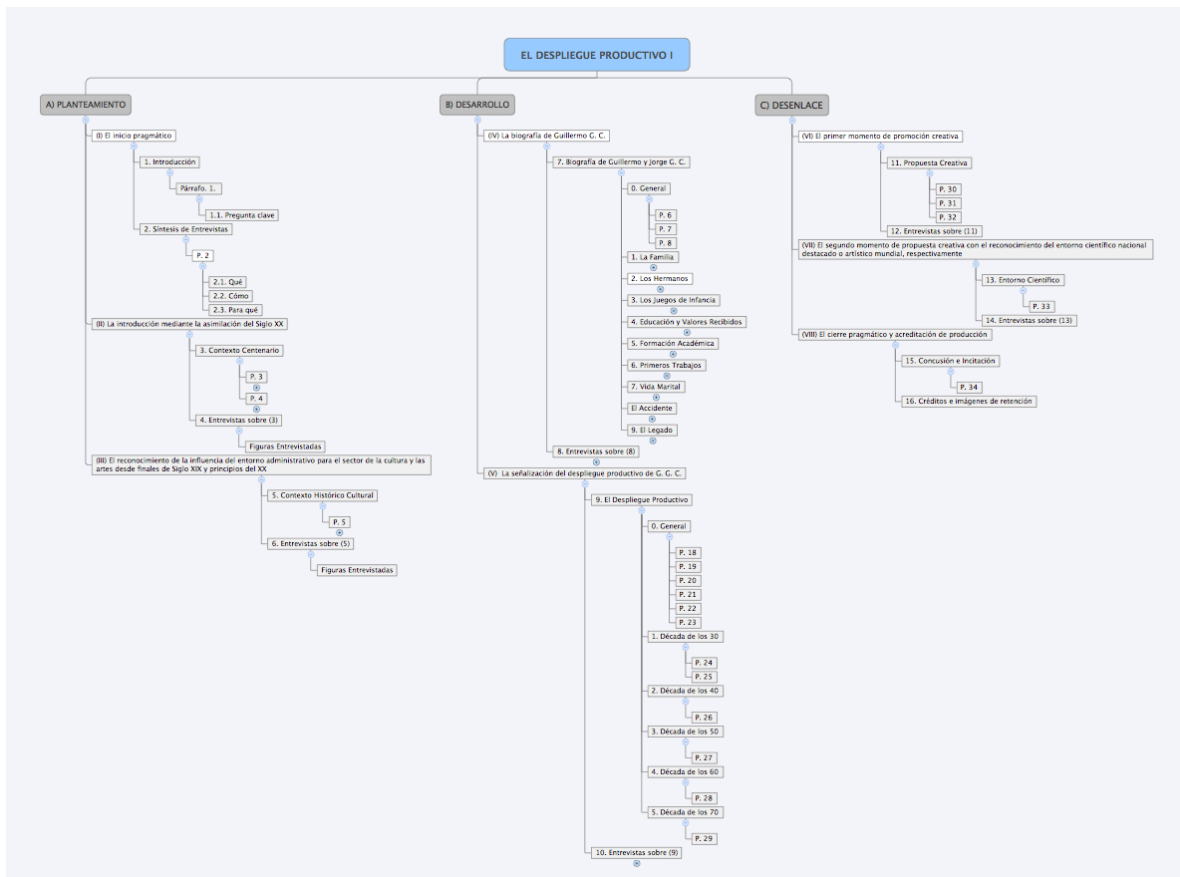 EL DESPLIEGUE PRODUCTIVO I
A) PLANTEAMIENTO
(I) El inicio pragmático
1. Introducción
Párrafo. 1.
1.1. Pregunta clave
2. Síntesis de Entrevistas
P. 2
2.1. Qué
2.2. Cómo
2.3. Para qué
(II) La introducción mediante la asimilación del Siglo XX
3. Contexto Centenario
P. 3
P. 4
4. Entrevistas sobre (3)
Figuras Entrevistadas
(III) El reconocimiento de la influencia del entorno administrativo para el sector de la cultura y las
artes desde finales de Siglo XIX y principios del XX
5. Contexto Histórico Cultural
P. 5
6. Entrevistas sobre (5)
Figuras Entrevistadas
B) DESARROLLO
(IV) La biografía de Guillermo G. C.
7. Biografía de Guillermo y Jorge G. C.
0. General
P. 6
P. 7
P. 8
1. La Familia
2. Los Hermanos
3. Los Juegos de Infancia
4. Educación y Valores Recibidos
5. Formación Académica
6. Primeros Trabajos
7. Vida Marital
El Accidente
9. El Legado
8. Entrevistas sobre (8)
(V) La señalización del despliegue productivo de G. G. C.
9. El Despliegue Productivo
0. General
P. 18
P. 19
P. 20
P. 21
P. 22
P. 23
1. Década de los 30
P. 24
P. 25
2. Década de los 40
P. 26
3. Década de los 50
P. 27
4. Década de los 60
P. 28
5. Década de los 70
P. 29
10. Entrevistas sobre (9)
C) DESENLACE
(VI) El primer momento de promoción creativa
11. Propuesta Creativa
P. 30
P. 31
P. 32
12. Entrevistas sobre (11)
(VII) El segundo momento de propuesta creativa con el reconocimiento del entorno científico nacional
destacado o artístico mundial, respectivamente
13. Entorno Científico
P. 33
14. Entrevistas sobre (13)
(VIII) El cierre pragmático y acreditación de producción
15. Concusión e Incitación
P. 34
16. Créditos e imágenes de retención